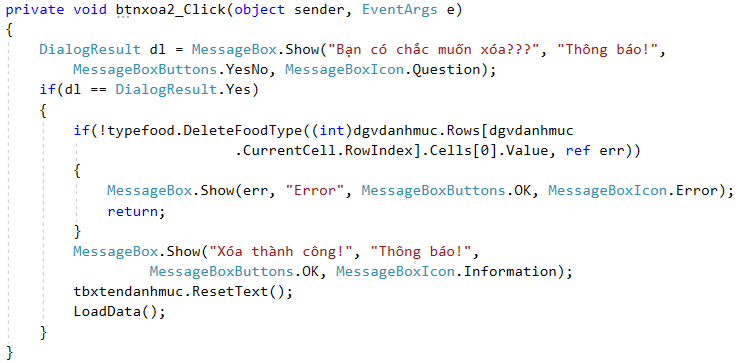 private void btnxoa2_Click(object sender, EventArgs e)
{
    DialogResult dl = MessageBox.Show("Bạn có chắc muốn xóa???", "Thông báo!",
        MessageBoxButtons.YesNo, MessageBoxIcon.Question);
    if(dl == DialogResult.Yes)
    {
        if(!typefood.DeleteFoodType((int)dgvdanhmuc.Rows[dgvdanhmuc
                           .CurrentCell.RowIndex].Cells[0].Value, ref err))
        {
            MessageBox.Show(err, "Error", MessageBoxButtons.OK, MessageBoxIcon.Error);
            return;
        }
        MessageBox.Show("Xóa thành công!", "Thông báo!",
                 MessageBoxButtons.OK, MessageBoxIcon.Information);
        tbxtendanhmuc.ResetText();
        LoadData();
    }
}